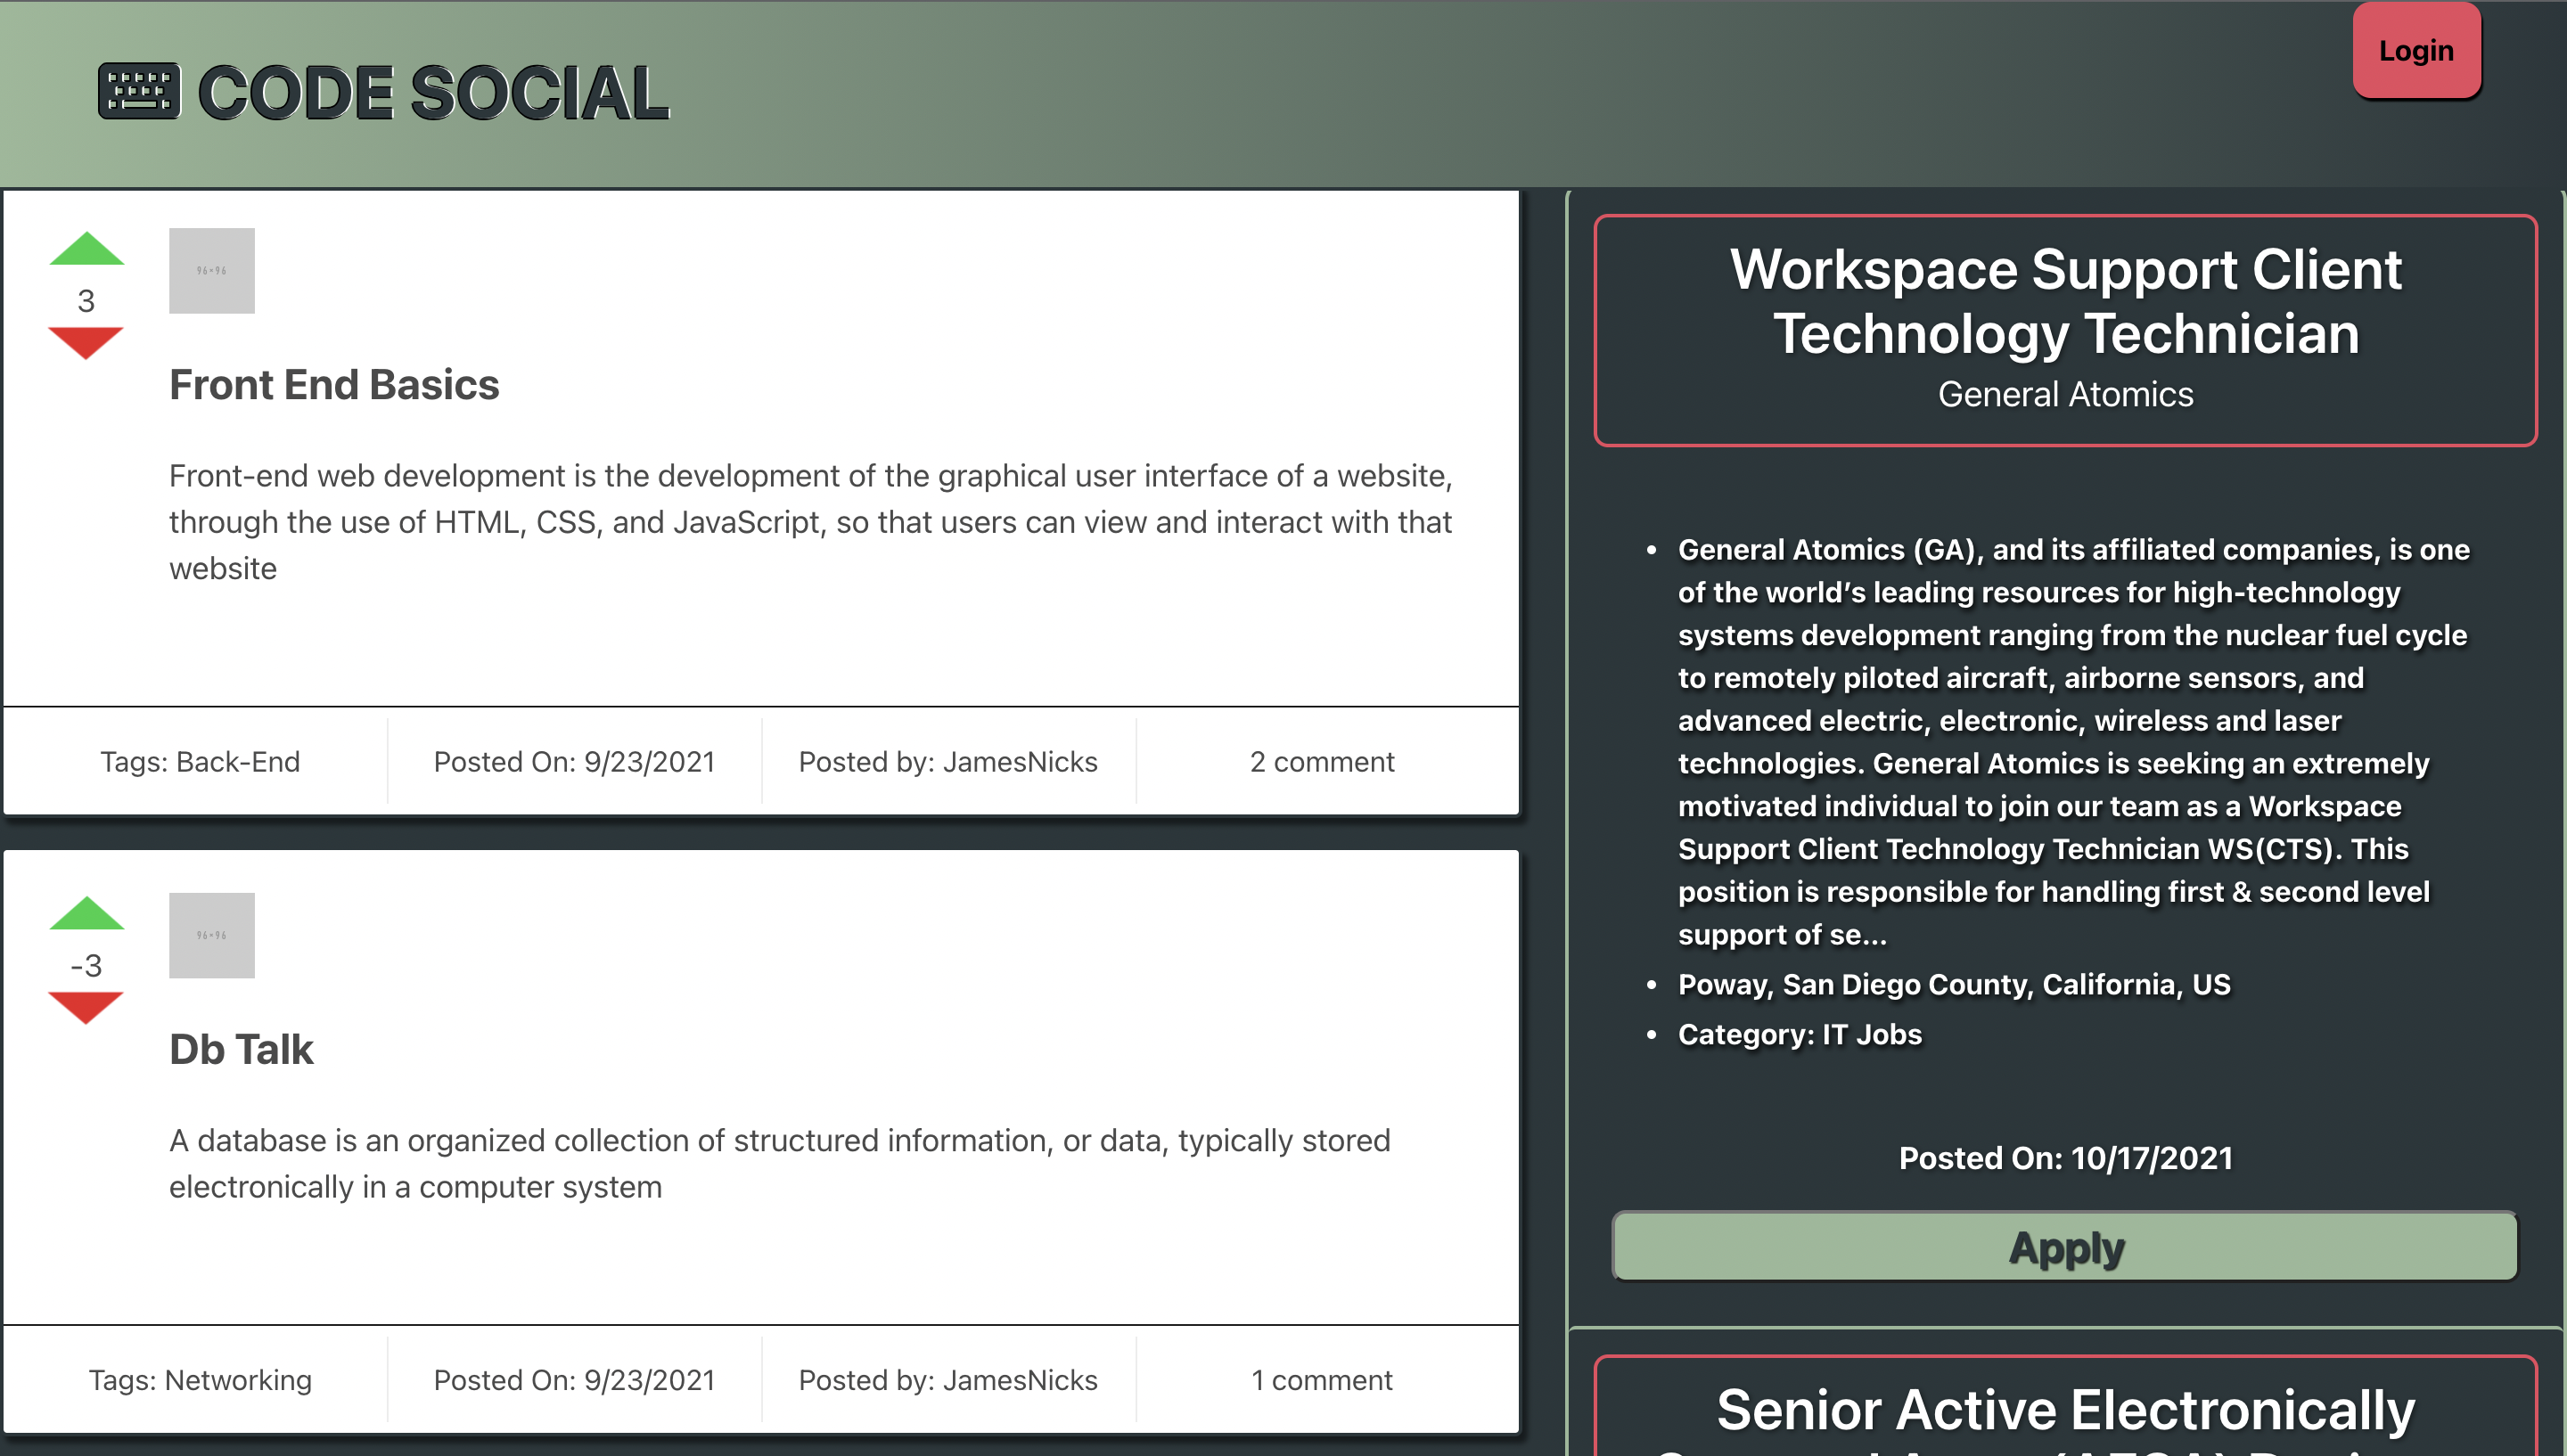 CODE SOCIAL
Login
3
96×96
Front End Basics
Front-end web development is the development of the graphical user interface of a website,
through the use of HTML, CSS, and JavaScript, so that users can view and interact with that
website
Tags: Back-End
Posted On: 9/23/2021
Posted by: JamesNicks
2 comment
-3
96×96
Db Talk
A database is an organized collection of structured information, or data, typically stored
electronically in a computer system
Tags: Networking
Posted On: 9/23/2021
Posted by: JamesNicks
1 comment
Workspace Support Client
Technology Technician
General Atomics
• General Atomics (GA), and its affiliated companies, is one
of the world’s leading resources for high-technology
systems development ranging from the nuclear fuel cycle
to remotely piloted aircraft, airborne sensors, and
advanced electric, electronic, wireless and laser
technologies. General Atomics is seeking an extremely
motivated individual to join our team as a Workspace
Support Client Technology Technician WS(CTS). This
position is responsible for handling first & second level
support of se...
• Poway, San Diego County, California, US
• Category: IT Jobs
Posted On: 10/17/2021
Apply
Senior Active Electronically